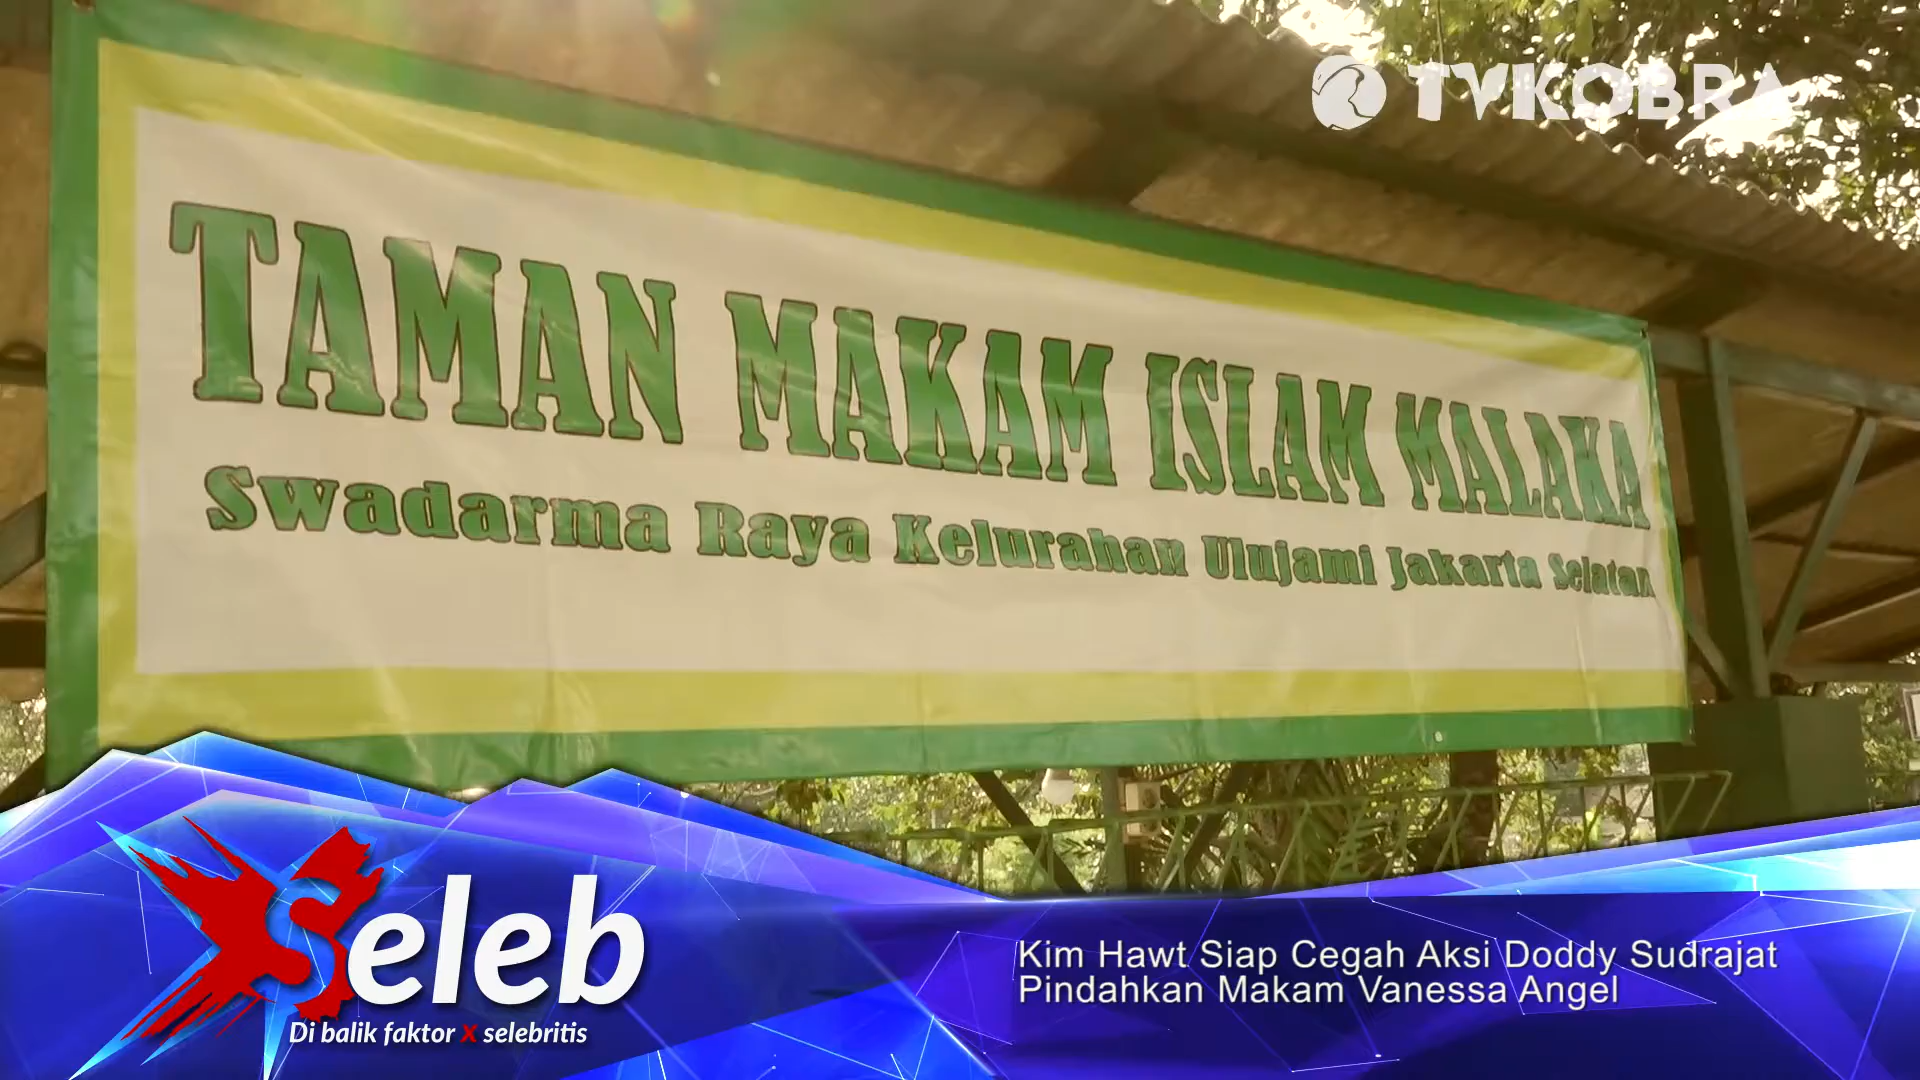 TVKOBRA
TAMAN MAKAM ISLAM MALAKA
Swadarma Raya Kelurahan Ulujami Jakarta Selatan
Xseleb
Di balik faktor x selebritis
Kim Hawt Siap Cegah Aksi Doddy Sudrajat
Pindahkan Makam Vanessa Angel